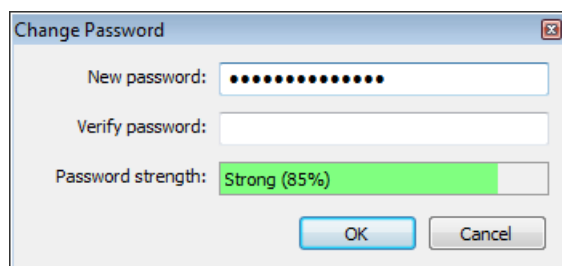 Change Password
New password: ●●●●●●●●●●●●●●
Verify password:
Password strength: Strong (85%)
OK Cancel